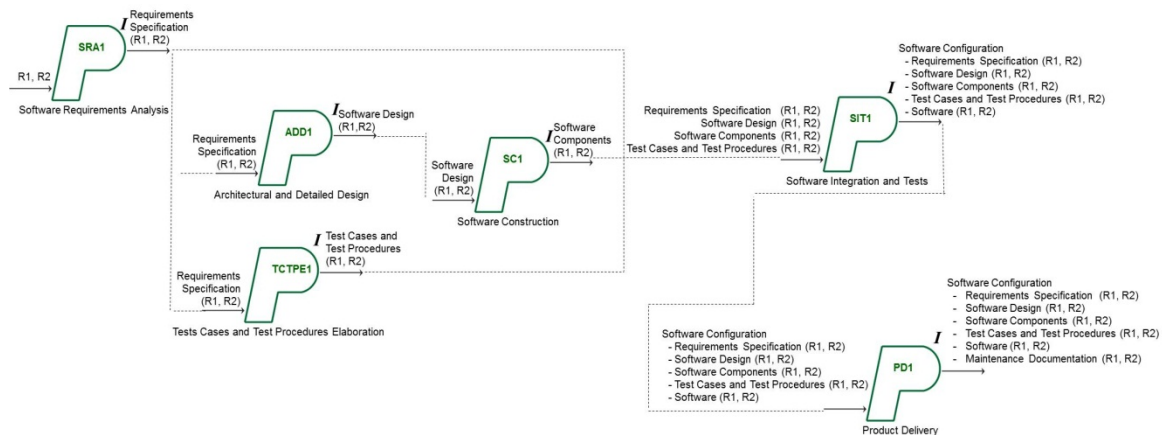 I
Requirements
Specification
(R1, R2)
SRA1
R1, R2
Software Requirements Analysis
I
Software Design
(R1,R2)
ADD1
Requirements
Specification
(R1, R2)
Architectural and Detailed Design
I
Software
Components
(R1, R2)
SC1
Software
Design
(R1, R2)
Software Construction
I
Test Cases and
Test Procedures
(R1, R2)
TCTPE1
Requirements
Specification
(R1, R2)
Tests Cases and Test Procedures Elaboration
Requirements Specification (R1, R2)
Software Design (R1, R2)
Software Components (R1, R2)
Test Cases and Test Procedures (R1, R2)
I
SIT1
Software Integration and Tests
Software Configuration
- Requirements Specification (R1, R2)
- Software Design (R1, R2)
- Software Components (R1, R2)
- Test Cases and Test Procedures (R1, R2)
- Software (R1, R2)
Software Configuration
- Requirements Specification (R1, R2)
- Software Design (R1, R2)
- Software Components (R1, R2)
- Test Cases and Test Procedures (R1, R2)
- Software (R1, R2)
I
PD1
Product Delivery
Software Configuration
- Requirements Specification (R1, R2)
- Software Design (R1, R2)
- Software Components (R1, R2)
- Test Cases and Test Procedures (R1, R2)
- Software (R1, R2)
- Maintenance Documentation (R1, R2)